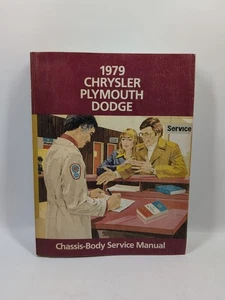 1979
CHRYSLER
PLYMOUTH
DODGE
Service
Chassis-Body Service Manual